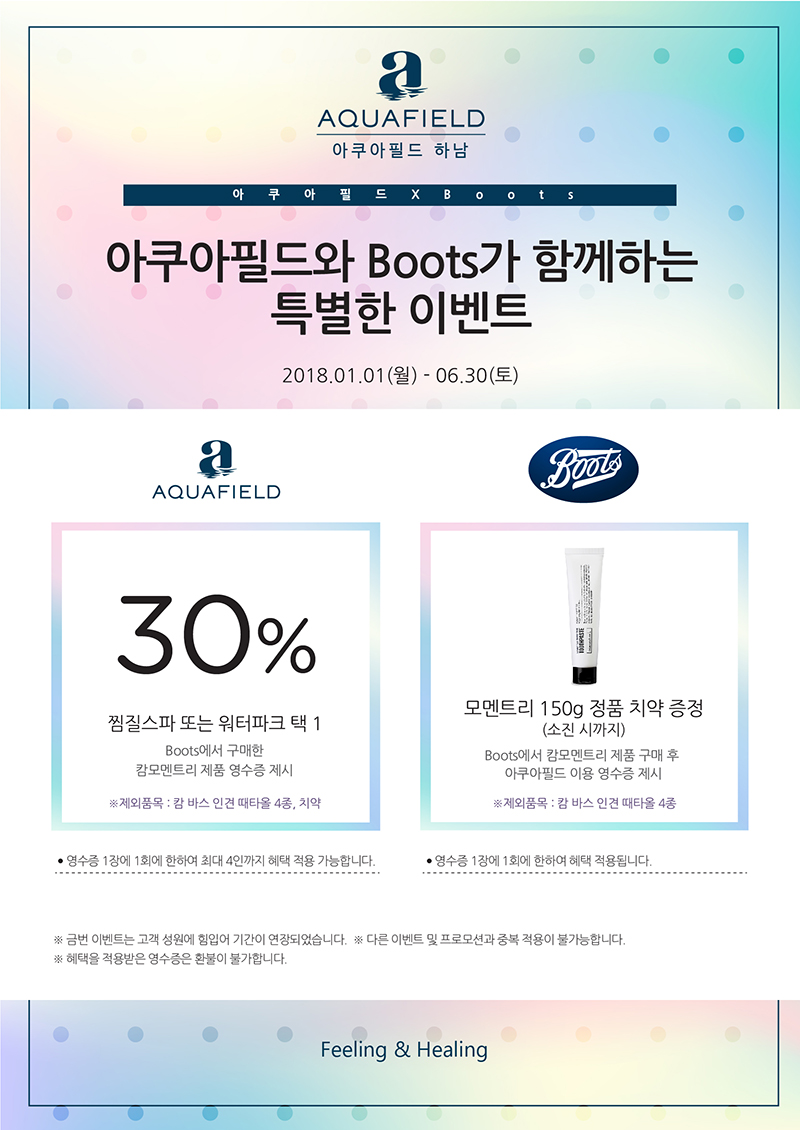 a
AQUAFIELD
아쿠아필드 하남
아쿠아필드XBoots
아쿠아필드와 Boots가 함께하는
특별한 이벤트
2018.01.01(월) - 06.30(토)
a
AQUAFIELD
30%
찜질스파 또는 워터파크 택 1
Boots에서 구매한
캄모멘트리 제품 영수증 제시
※제외품목 : 캄 바스 인견 때타올 4종, 치약
• 영수증 1장에 1회에 한하여 최대 4인까지 혜택 적용 가능합니다.
Boots
TOOTHPASTE
모멘트리 150g 정품 치약 증정
(소진 시까지)
Boots에서 캄모멘트리 제품 구매 후
아쿠아필드 이용 영수증 제시
※제외품목 : 캄 바스 인견 때타올 4종
• 영수증 1장에 1회에 한하여 혜택 적용됩니다.
※ 금번 이벤트는 고객 성원에 힘입어 기간이 연장되었습니다. ※ 다른 이벤트 및 프로모션과 중복 적용이 불가능합니다.
※ 혜택을 적용받은 영수증은 환불이 불가합니다.
Feeling & Healing